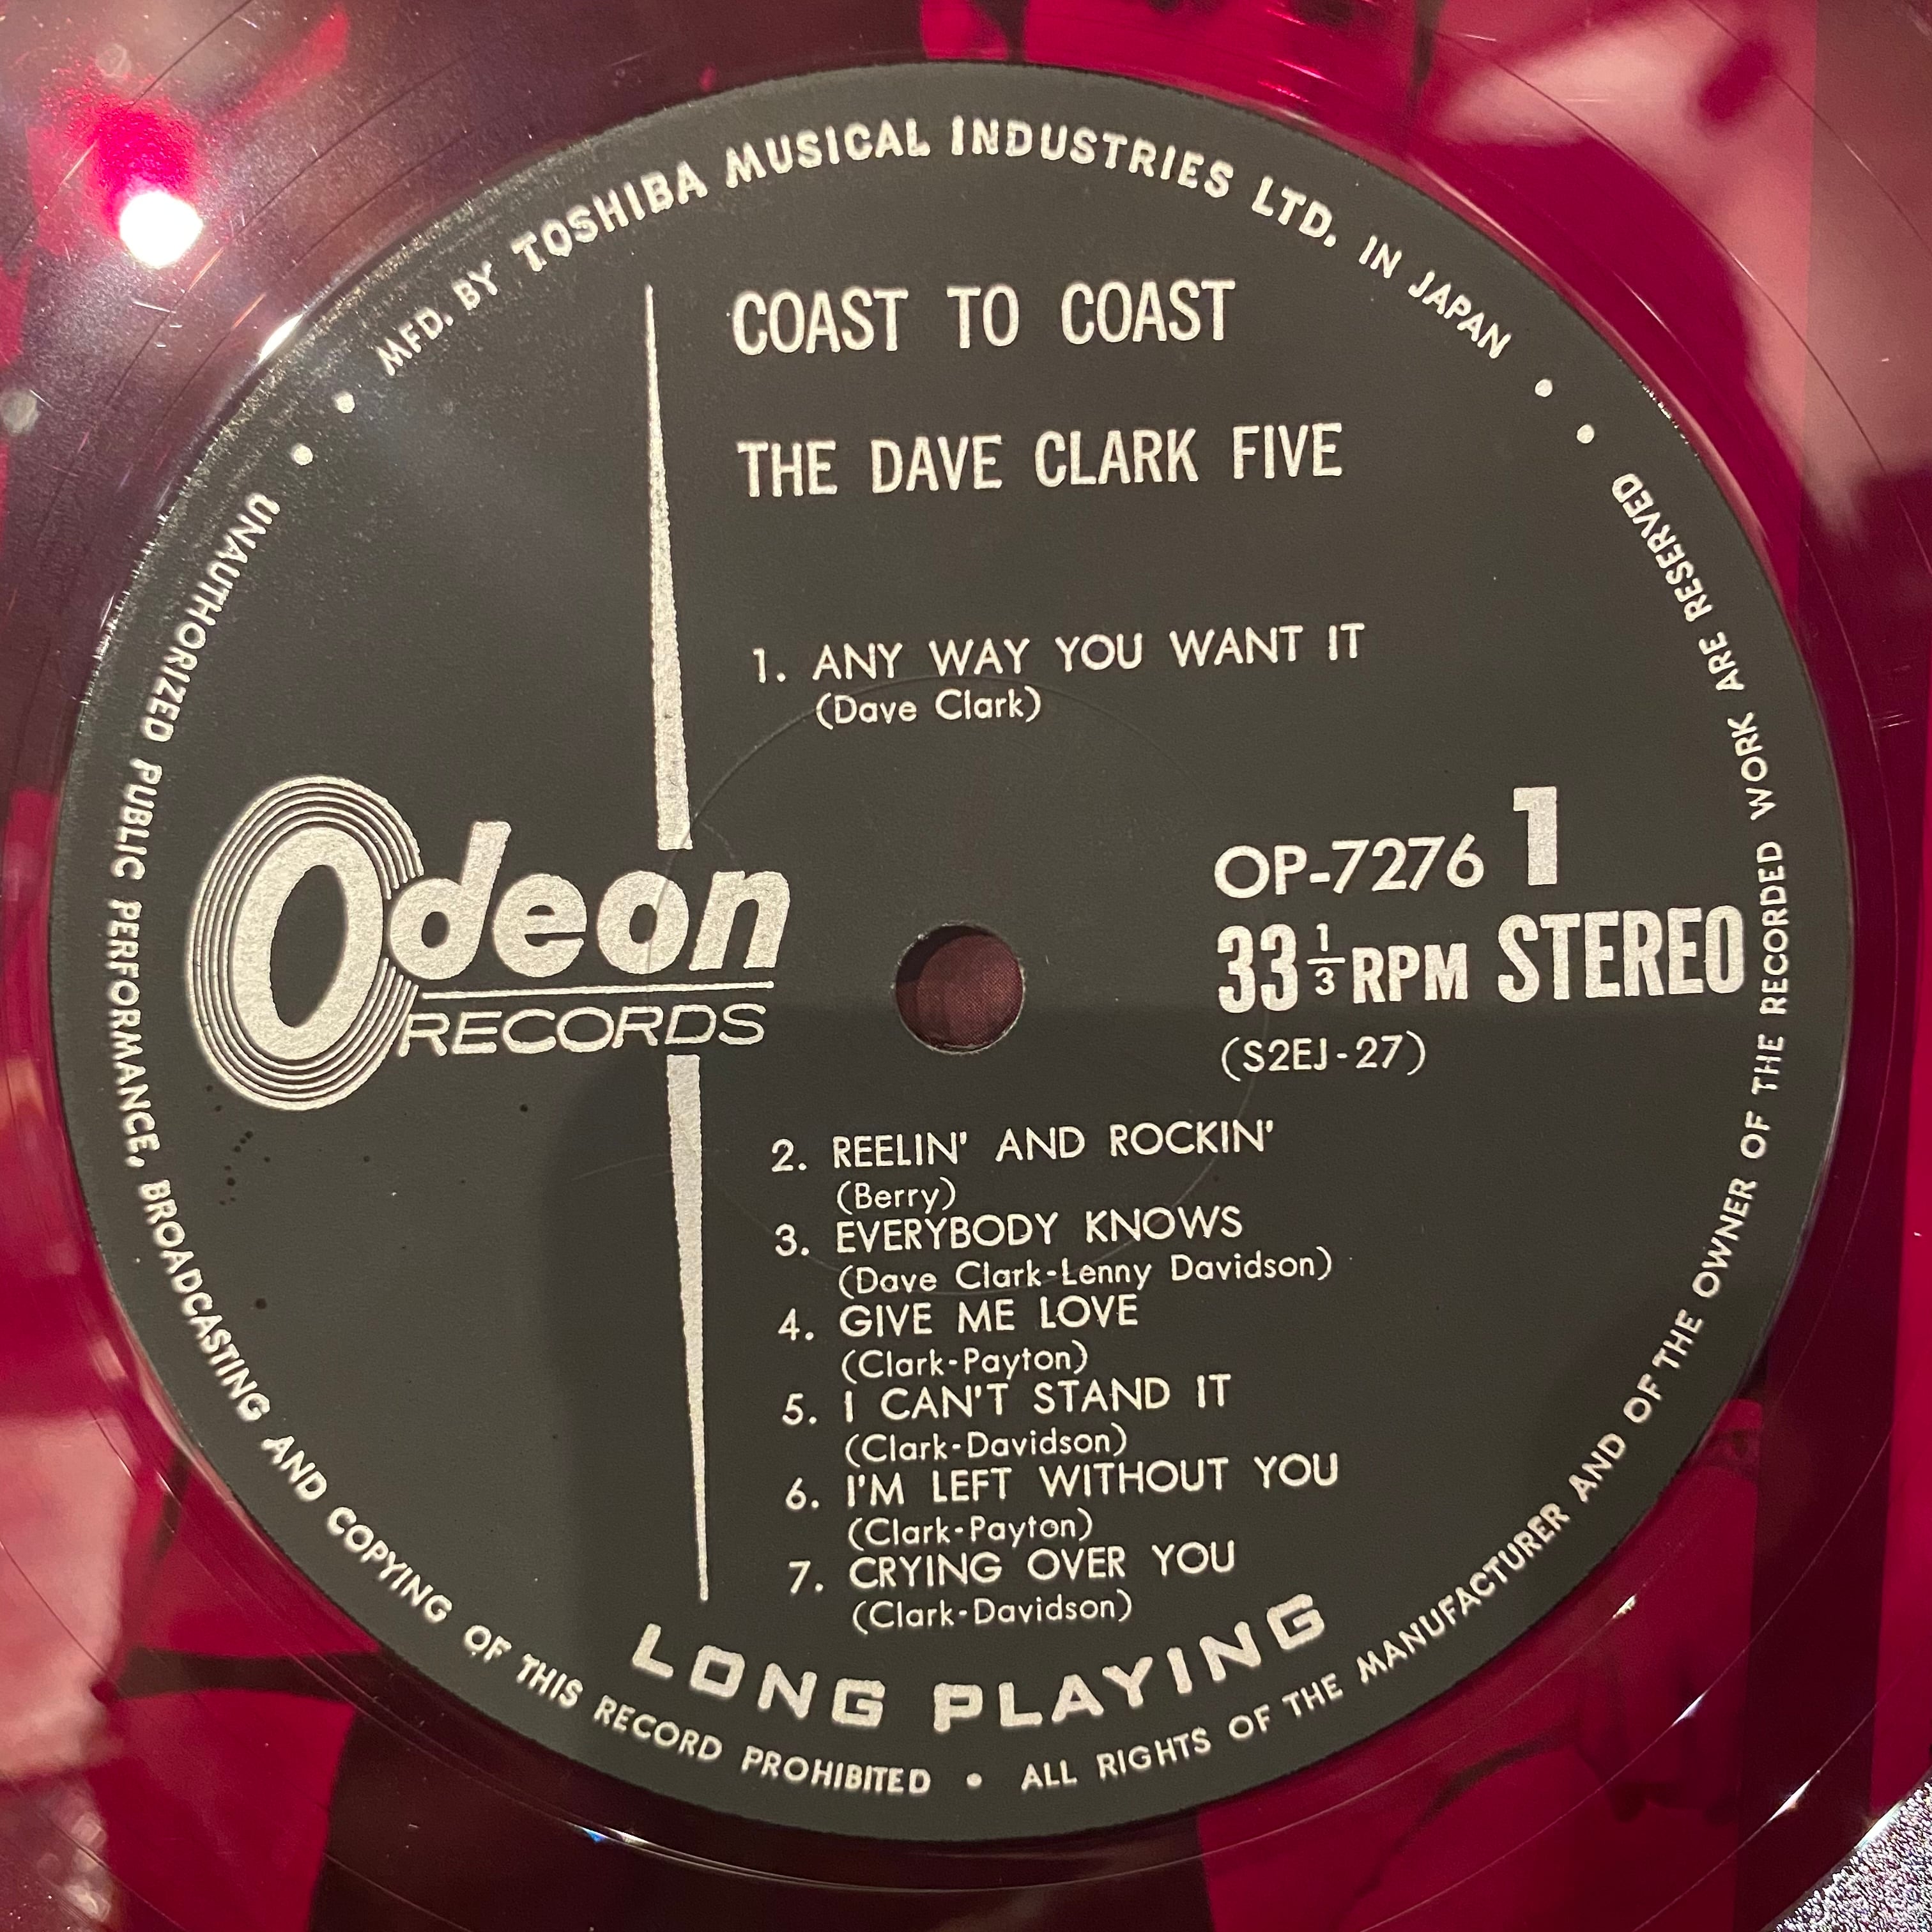 MFD. BY TOSHIBA MUSICAL INDUSTRIES LTD. IN JAPAN
COAST TO COAST
THE DAVE CLARK FIVE
1. ANY WAY YOU WANT IT
(Dave Clark)
Odeon
RECORDS
OP-7276 1
33 1/3 RPM STEREO
(S2EJ-27)
2. REELIN' AND ROCKIN'
(Berry)
3. EVERYBODY KNOWS
(Dave Clark-Lenny Davidson)
4. GIVE ME LOVE
(Clark-Payton)
5. I CAN'T STAND IT
(Clark-Davidson)
6. I'M LEFT WITHOUT YOU
(Clark-Payton)
7. CRYING OVER YOU
(Clark-Davidson)
LONG PLAYING
UNAUTHORIZED PUBLIC PERFORMANCE, BROADCASTING AND COPYING OF THIS RECORD PROHIBITED • ALL RIGHTS OF THE MANUFACTURER AND OF THE OWNER OF THE RECORDED WORK ARE RESERVED